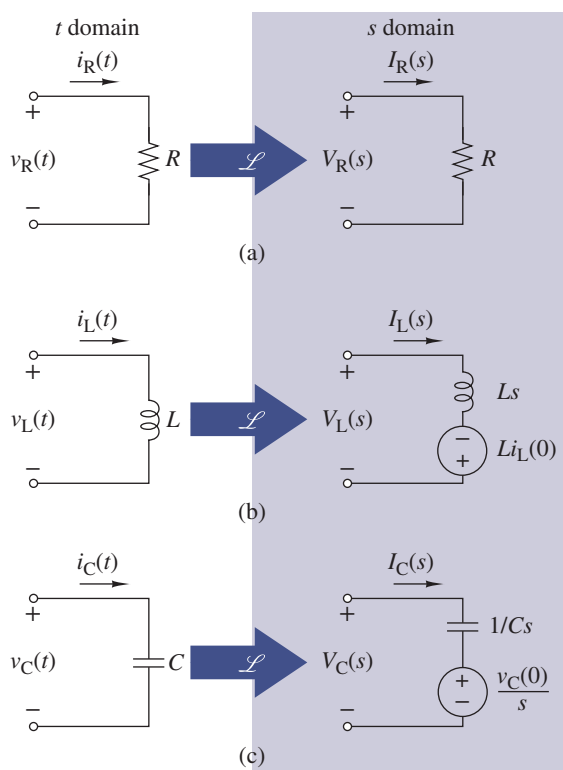 t domain
s domain
i_R(t)
I_R(s)
+
+
v_R(t)
R
ℒ
V_R(s)
R
−
−
(a)
i_L(t)
I_L(s)
+
+
Ls
v_L(t)
L
ℒ
V_L(s)
−
+
Li_L(0)
−
−
(b)
i_C(t)
I_C(s)
+
+
1/Cs
v_C(t)
C
ℒ
V_C(s)
+
−
v_C(0)
s
−
−
(c)